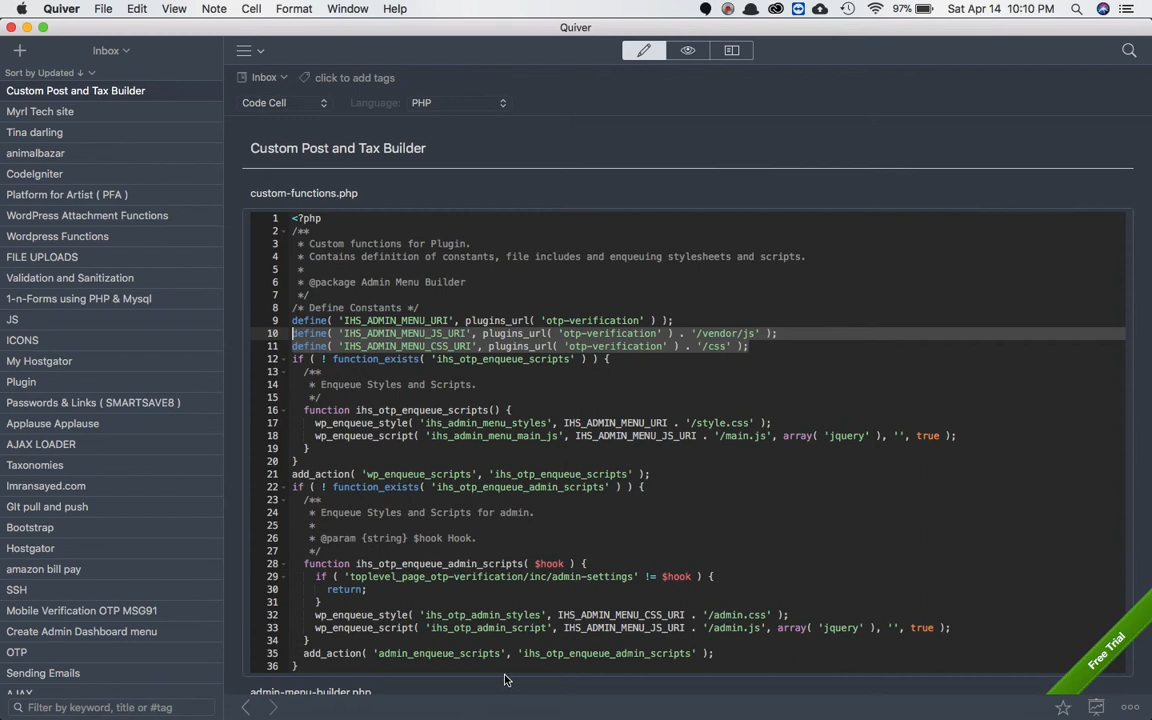 Quiver File Edit View Note Cell Format Window Help 97% Sat Apr 14 10:10 PM
Quiver
Inbox
Sort by Updated ↓
Custom Post and Tax Builder
Myrl Tech site
Tina darling
animalbazar
CodeIgniter
Platform for Artist ( PFA )
WordPress Attachment Functions
Wordpress Functions
FILE UPLOADS
Validation and Sanitization
1-n-Forms using PHP & Mysql
JS
ICONS
My Hostgator
Plugin
Passwords & Links ( SMARTSAVE8 )
Applause Applause
AJAX LOADER
Taxonomies
Imransayed.com
GIt pull and push
Bootstrap
Hostgator
amazon bill pay
SSH
Mobile Verification OTP MSG91
Create Admin Dashboard menu
OTP
Sending Emails
AJAX
Filter by keyword, title or #tag
Inbox click to add tags
Code Cell Language: PHP
Custom Post and Tax Builder
custom-functions.php
1 <?php
2 /**
3 * Custom functions for Plugin.
4 * Contains definition of constants, file includes and enqueuing stylesheets and scripts.
5 *
6 * @package Admin Menu Builder
7 */
8 /* Define Constants */
9 define( 'IHS_ADMIN_MENU_URI', plugins_url( 'otp-verification' ) );
10 define( 'IHS_ADMIN_MENU_JS_URI', plugins_url( 'otp-verification' ) . '/vendor/js' );
11 define( 'IHS_ADMIN_MENU_CSS_URI', plugins_url( 'otp-verification' ) . '/css' );
12 if ( ! function_exists( 'ihs_otp_enqueue_scripts' ) ) {
13 /**
14 * Enqueue Styles and Scripts.
15 */
16 function ihs_otp_enqueue_scripts() {
17 wp_enqueue_style( 'ihs_admin_menu_styles', IHS_ADMIN_MENU_URI . '/style.css' );
18 wp_enqueue_script( 'ihs_admin_menu_main_js', IHS_ADMIN_MENU_JS_URI . '/main.js', array( 'jquery' ), '', true );
19 }
20 }
21 add_action( 'wp_enqueue_scripts', 'ihs_otp_enqueue_scripts' );
22 if ( ! function_exists( 'ihs_otp_enqueue_admin_scripts' ) ) {
23 /**
24 * Enqueue Styles and Scripts for admin.
25 *
26 * @param {string} $hook Hook.
27 */
28 function ihs_otp_enqueue_admin_scripts( $hook ) {
29 if ( 'toplevel_page_otp-verification/inc/admin-settings' != $hook ) {
30 return;
31 }
32 wp_enqueue_style( 'ihs_otp_admin_styles', IHS_ADMIN_MENU_CSS_URI . '/admin.css' );
33 wp_enqueue_script( 'ihs_otp_admin_script', IHS_ADMIN_MENU_JS_URI . '/admin.js', array( 'jquery' ), '', true );
34 }
35 add_action( 'admin_enqueue_scripts', 'ihs_otp_enqueue_admin_scripts' );
36 }
admin-menu-builder.php
Free Trial